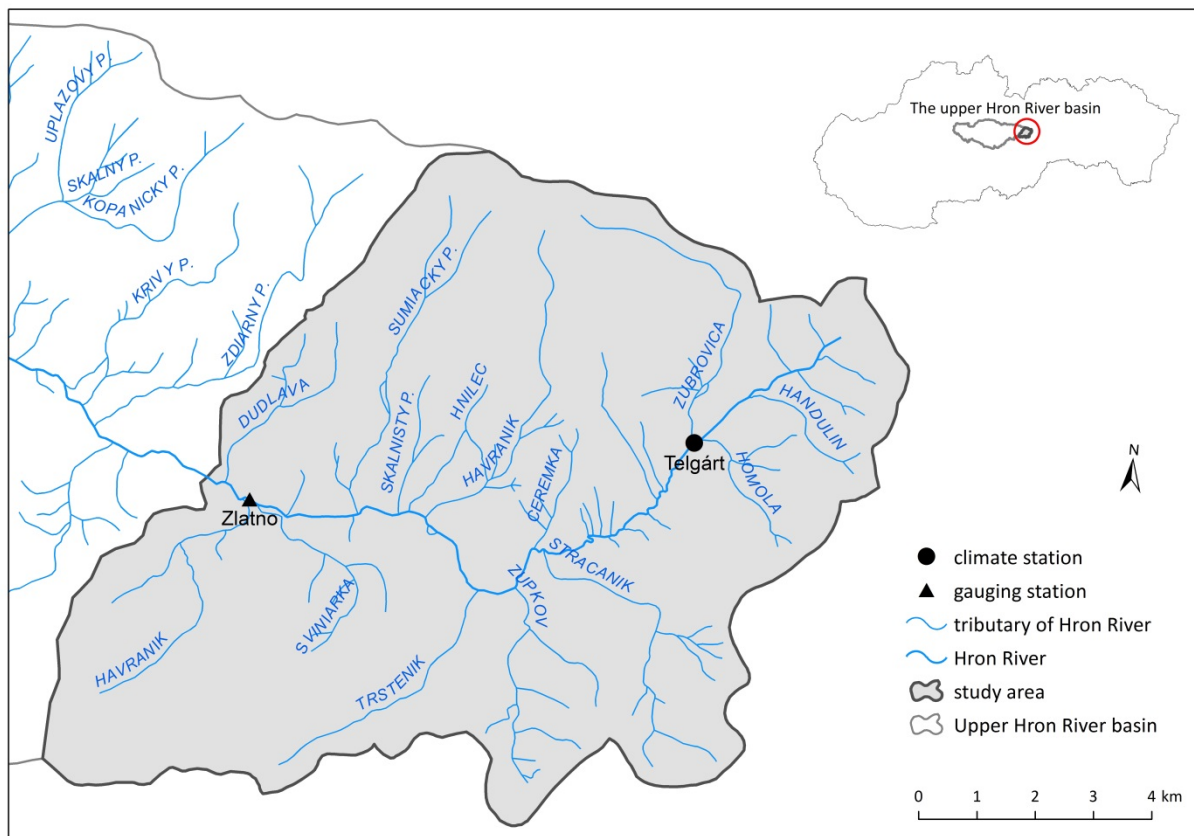 UPLAZOVY P.
SKALNY P.
KOPANICKY P.
KRIVY P.
ZDIARNY P.
The upper Hron River basin
SUMIACKY P.
ZUBROVICA
DUDLAVA
HNILEC
SKALNISTY P.
HAVRANIK
CEREMKA
HANDULIN
HOMOLA
Telgárt
Zlatno
STRACANIK
ZUPKOV
SVINIARKA
HAVRANIK
TRSTENIK
N
climate station
gauging station
tributary of Hron River
Hron River
study area
Upper Hron River basin
0 1 2 3 4 km